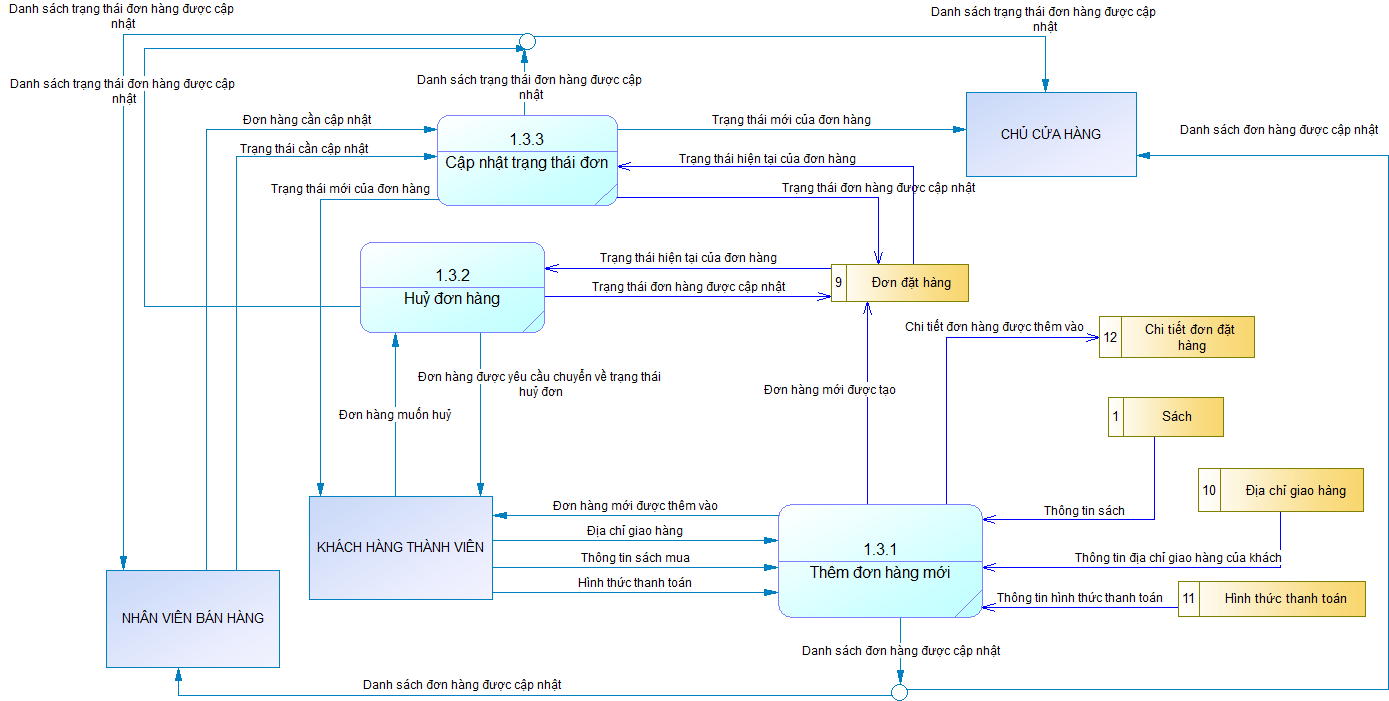 Danh sách trạng thái đơn hàng được cập
nhật
Danh sách trạng thái đơn hàng được cập
nhật
Danh sách trạng thái đơn hàng được cập
nhật
Danh sách trạng thái đơn hàng được cập
nhật
Đơn hàng cần cập nhật
Trạng thái cần cập nhật
Trạng thái mới của đơn hàng
1.3.3
Cập nhật trạng thái đơn
Trạng thái mới của đơn hàng
CHỦ CỬA HÀNG
Danh sách đơn hàng được cập nhật
Trạng thái hiện tại của đơn hàng
Trạng thái đơn hàng được cập nhật
1.3.2
Huỷ đơn hàng
Trạng thái hiện tại của đơn hàng
Trạng thái đơn hàng được cập nhật
9
Đơn đặt hàng
Chi tiết đơn hàng được thêm vào
12
Chi tiết đơn đặt
hàng
Đơn hàng được yêu cầu chuyển về trạng thái
huỷ đơn
Đơn hàng muốn huỷ
Đơn hàng mới được tạo
1
Sách
10
Địa chỉ giao hàng
KHÁCH HÀNG THÀNH VIÊN
Đơn hàng mới được thêm vào
Địa chỉ giao hàng
Thông tin sách mua
Hình thức thanh toán
1.3.1
Thêm đơn hàng mới
Thông tin sách
Thông tin địa chỉ giao hàng của khách
Thông tin hình thức thanh toán
11
Hình thức thanh toán
NHÂN VIÊN BÁN HÀNG
Danh sách đơn hàng được cập nhật
Danh sách đơn hàng được cập nhật